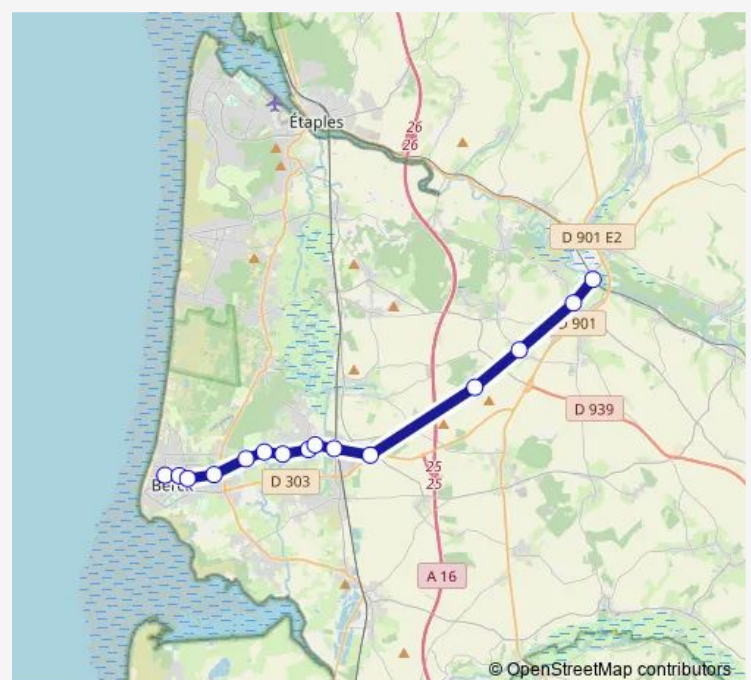 Étaples
26
26
D 901 E2
D 901
D 939
Berck
D 303
25
25
A 16
© OpenStreetMap contributors